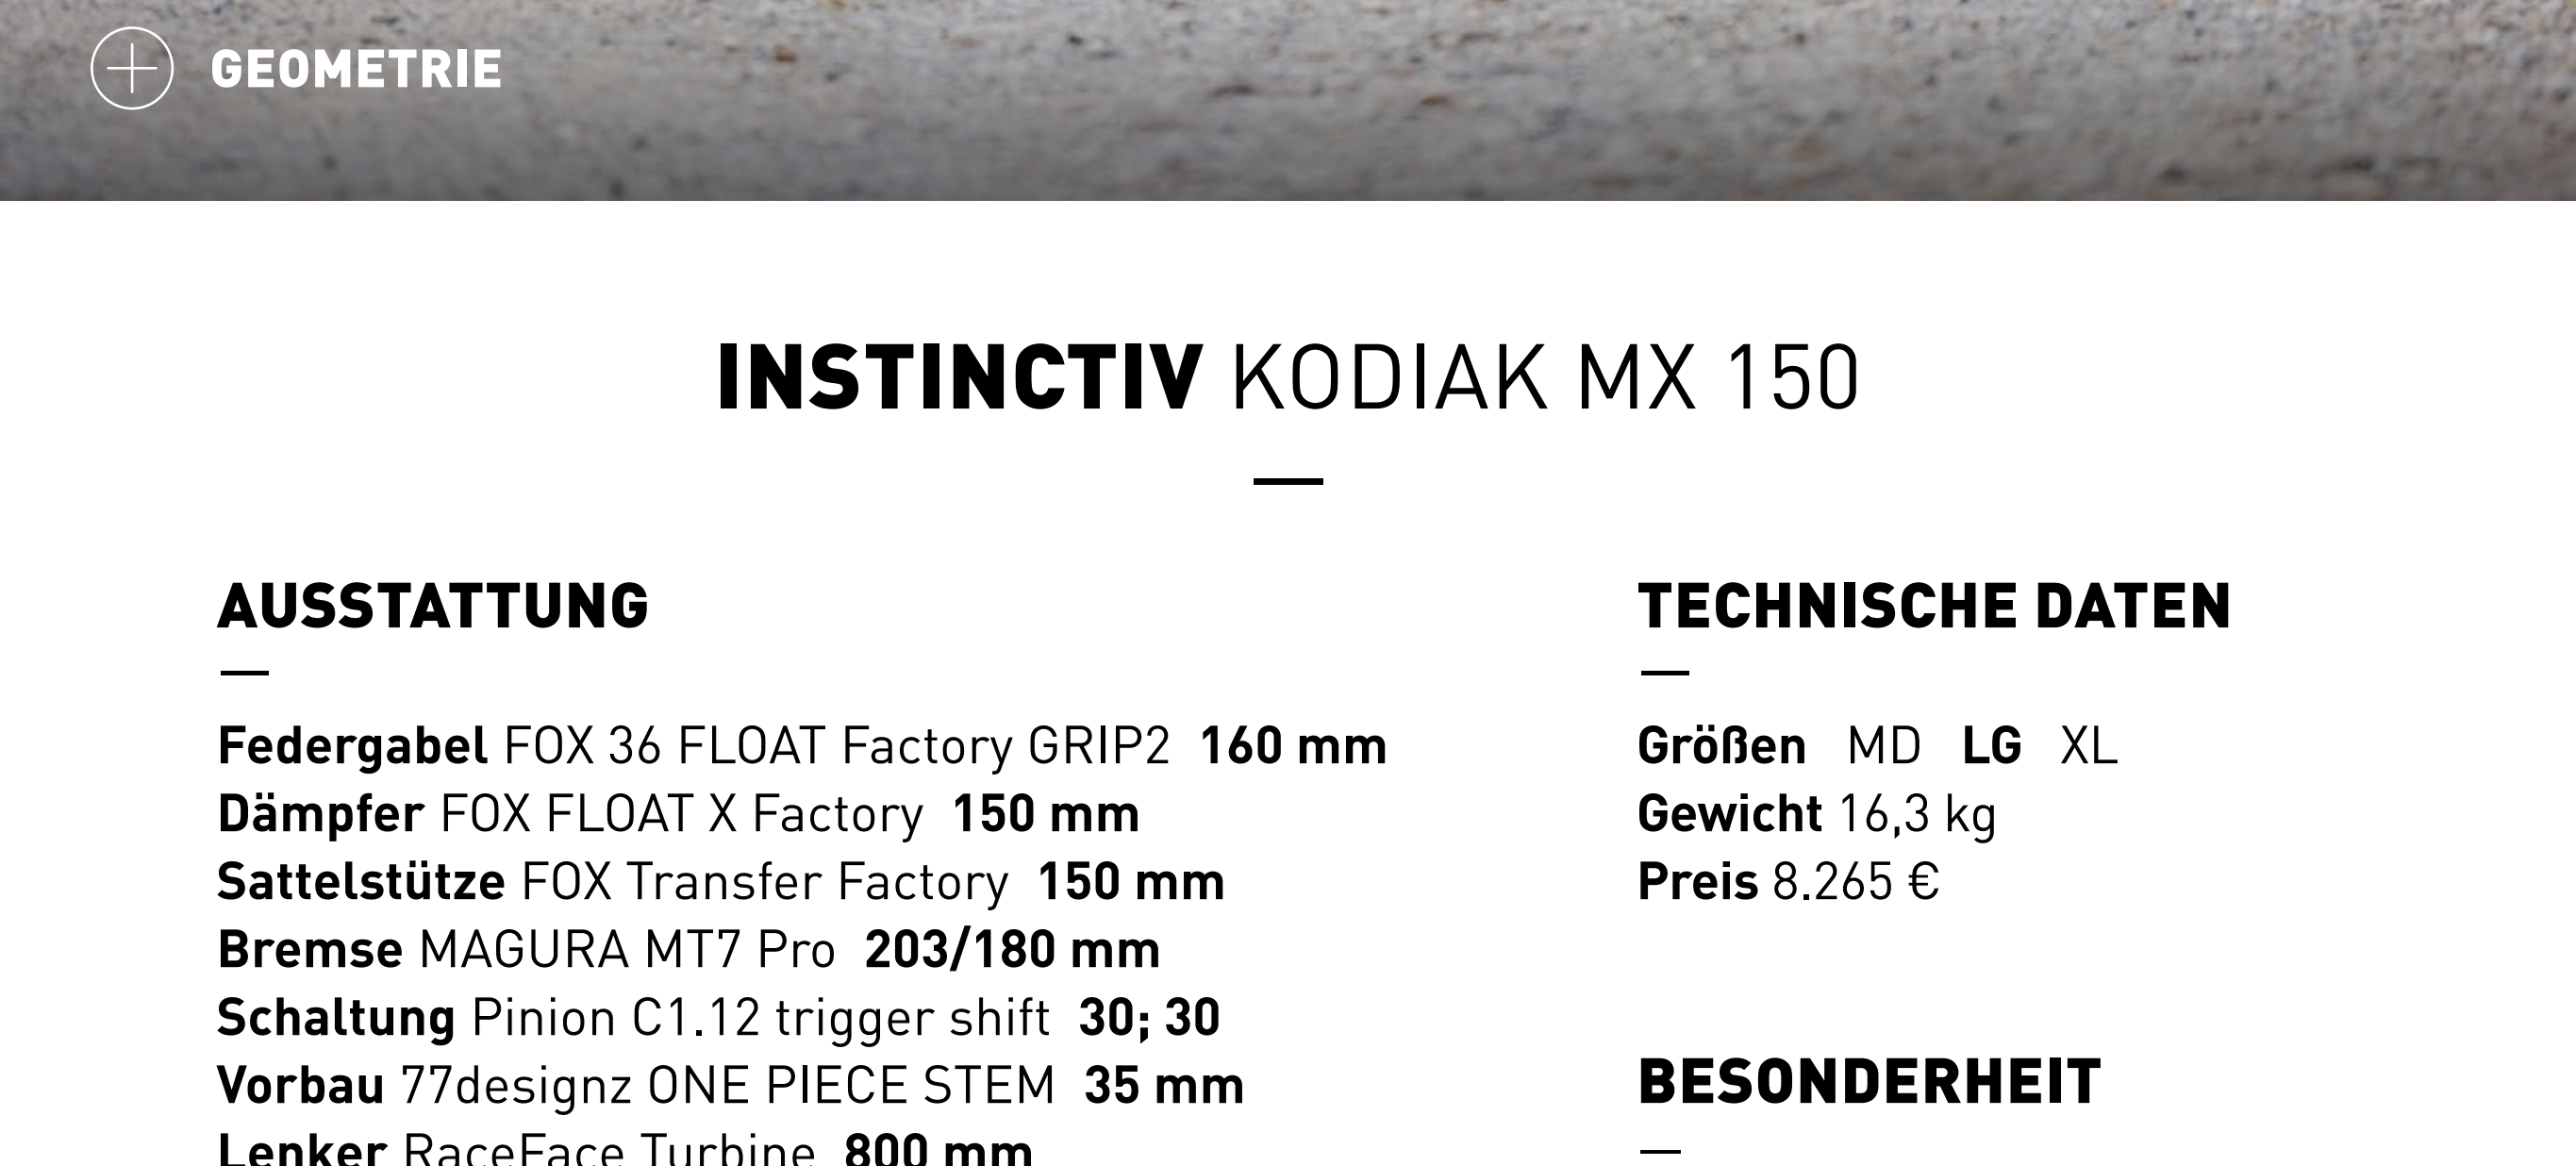 GEOMETRIE
INSTINCTIV KODIAK MX 150
AUSSTATTUNG
Federgabel FOX 36 FLOAT Factory GRIP2 160 mm
Dämpfer FOX FLOAT X Factory 150 mm
Sattelstütze FOX Transfer Factory 150 mm
Bremse MAGURA MT7 Pro 203/180 mm
Schaltung Pinion C1.12 trigger shift 30; 30
Vorbau 77designz ONE PIECE STEM 35 mm
Lenker RaceFace Turbine 800 mm
TECHNISCHE DATEN
Größen MD LG XL
Gewicht 16,3 kg
Preis 8.265 €
BESONDERHEIT